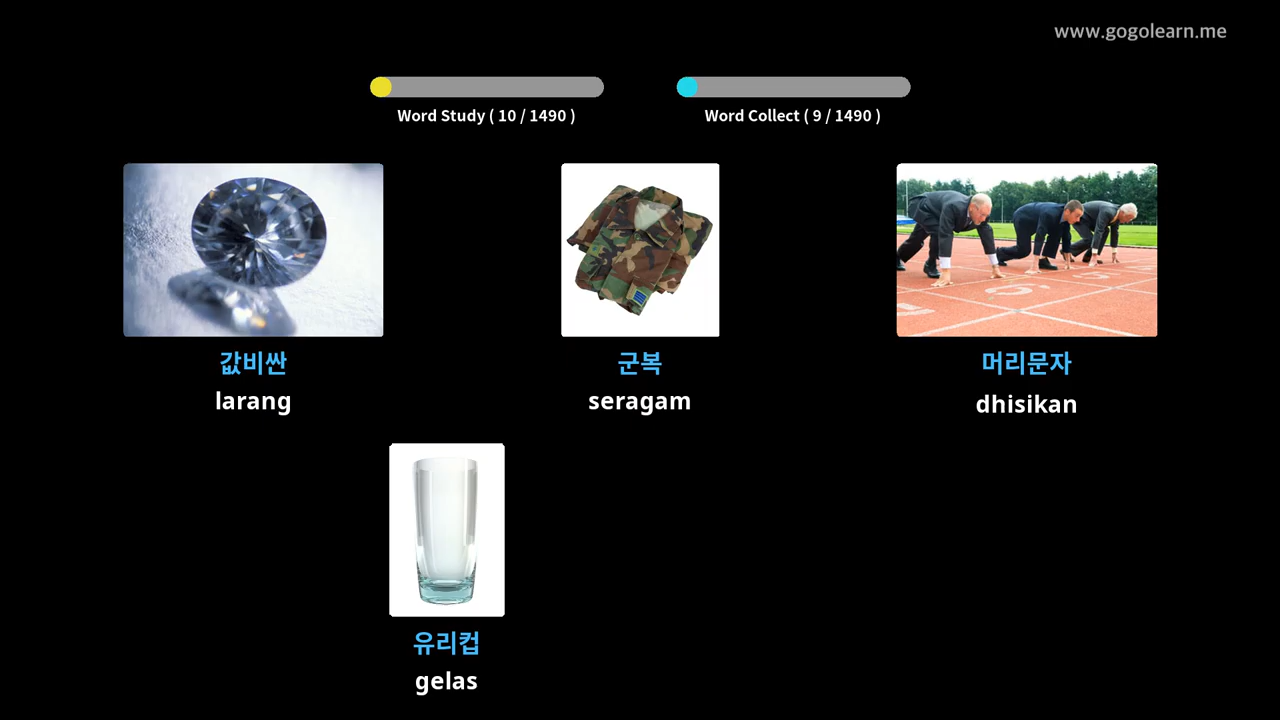 www.gogolearn.me
Word Study ( 10 / 1490 )
Word Collect ( 9 / 1490 )
값비싼
larang
군복
seragam
머리문자
dhisikan
유리컵
gelas